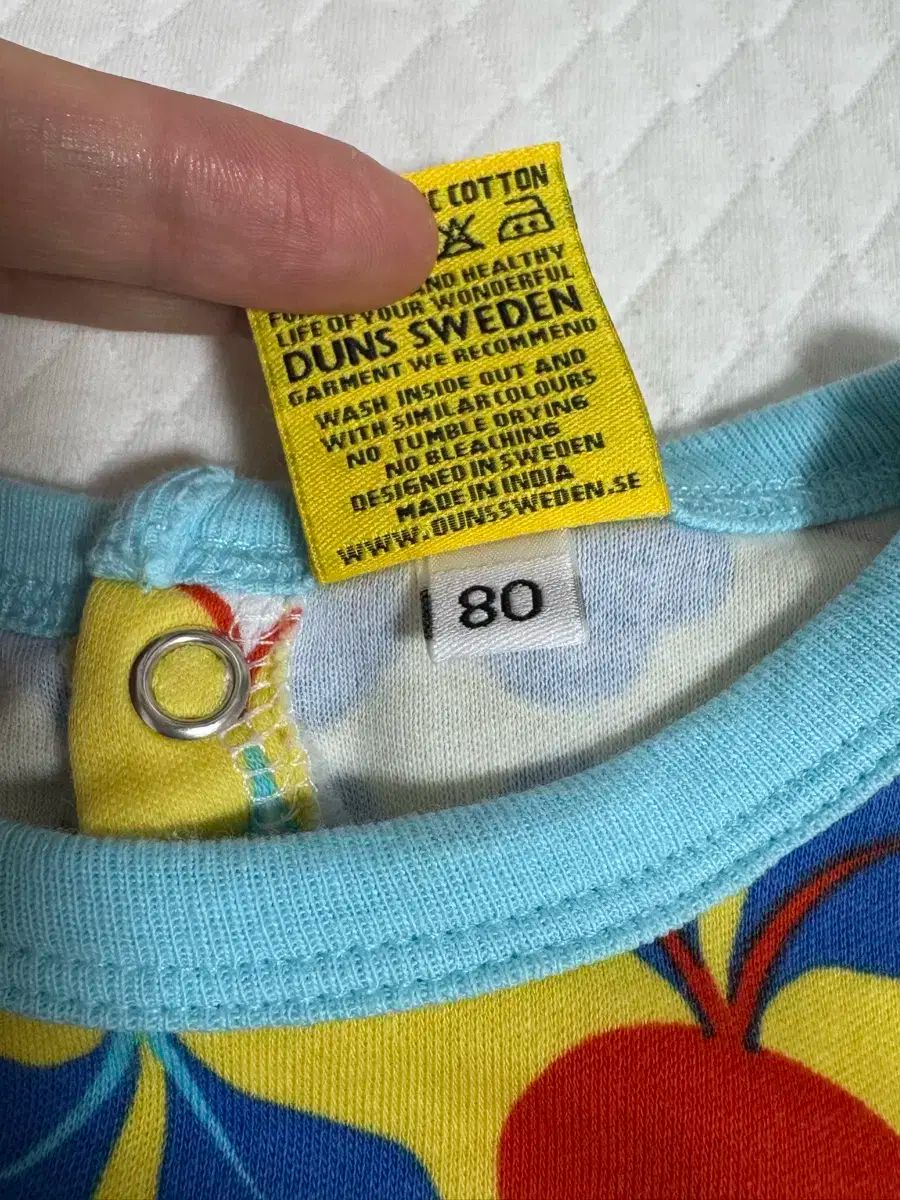 COTTON
AND HEALTHY
LIFE OF YOUR WONDERFUL
DUNS SWEDEN
GARMENT WE RECOMMEND
WASH INSIDE OUT AND
WITH SIMILAR COLOURS
NO TUMBLE DRYING
NO BLEACHING
DESIGNED IN SWEDEN
MADE IN INDIA
WWW.DUNSSWEDEN.SE
80